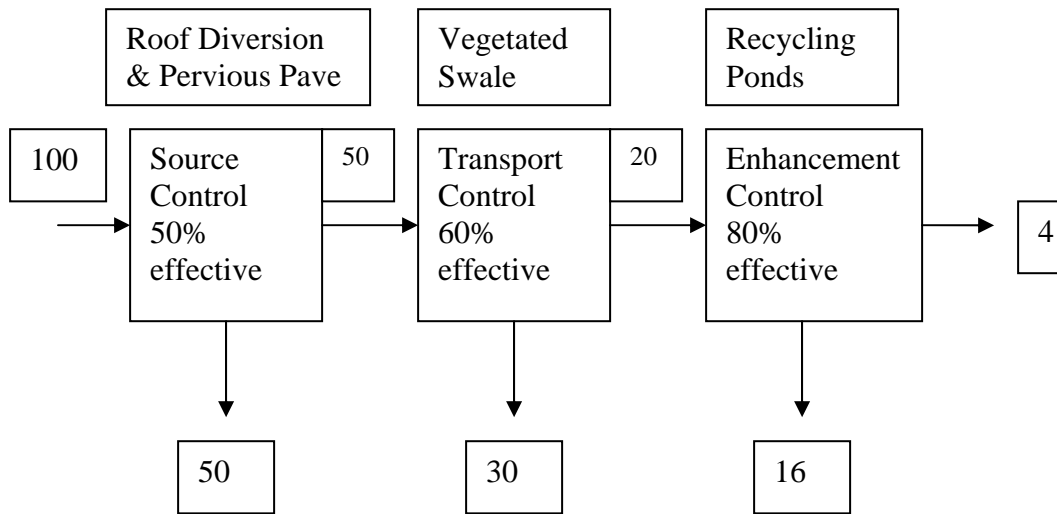 Roof Diversion
& Pervious Pave
Vegetated
Swale
Recycling
Ponds
100
Source
Control
50%
effective
50
Transport
Control
60%
effective
20
Enhancement
Control
80%
effective
4
50
30
16